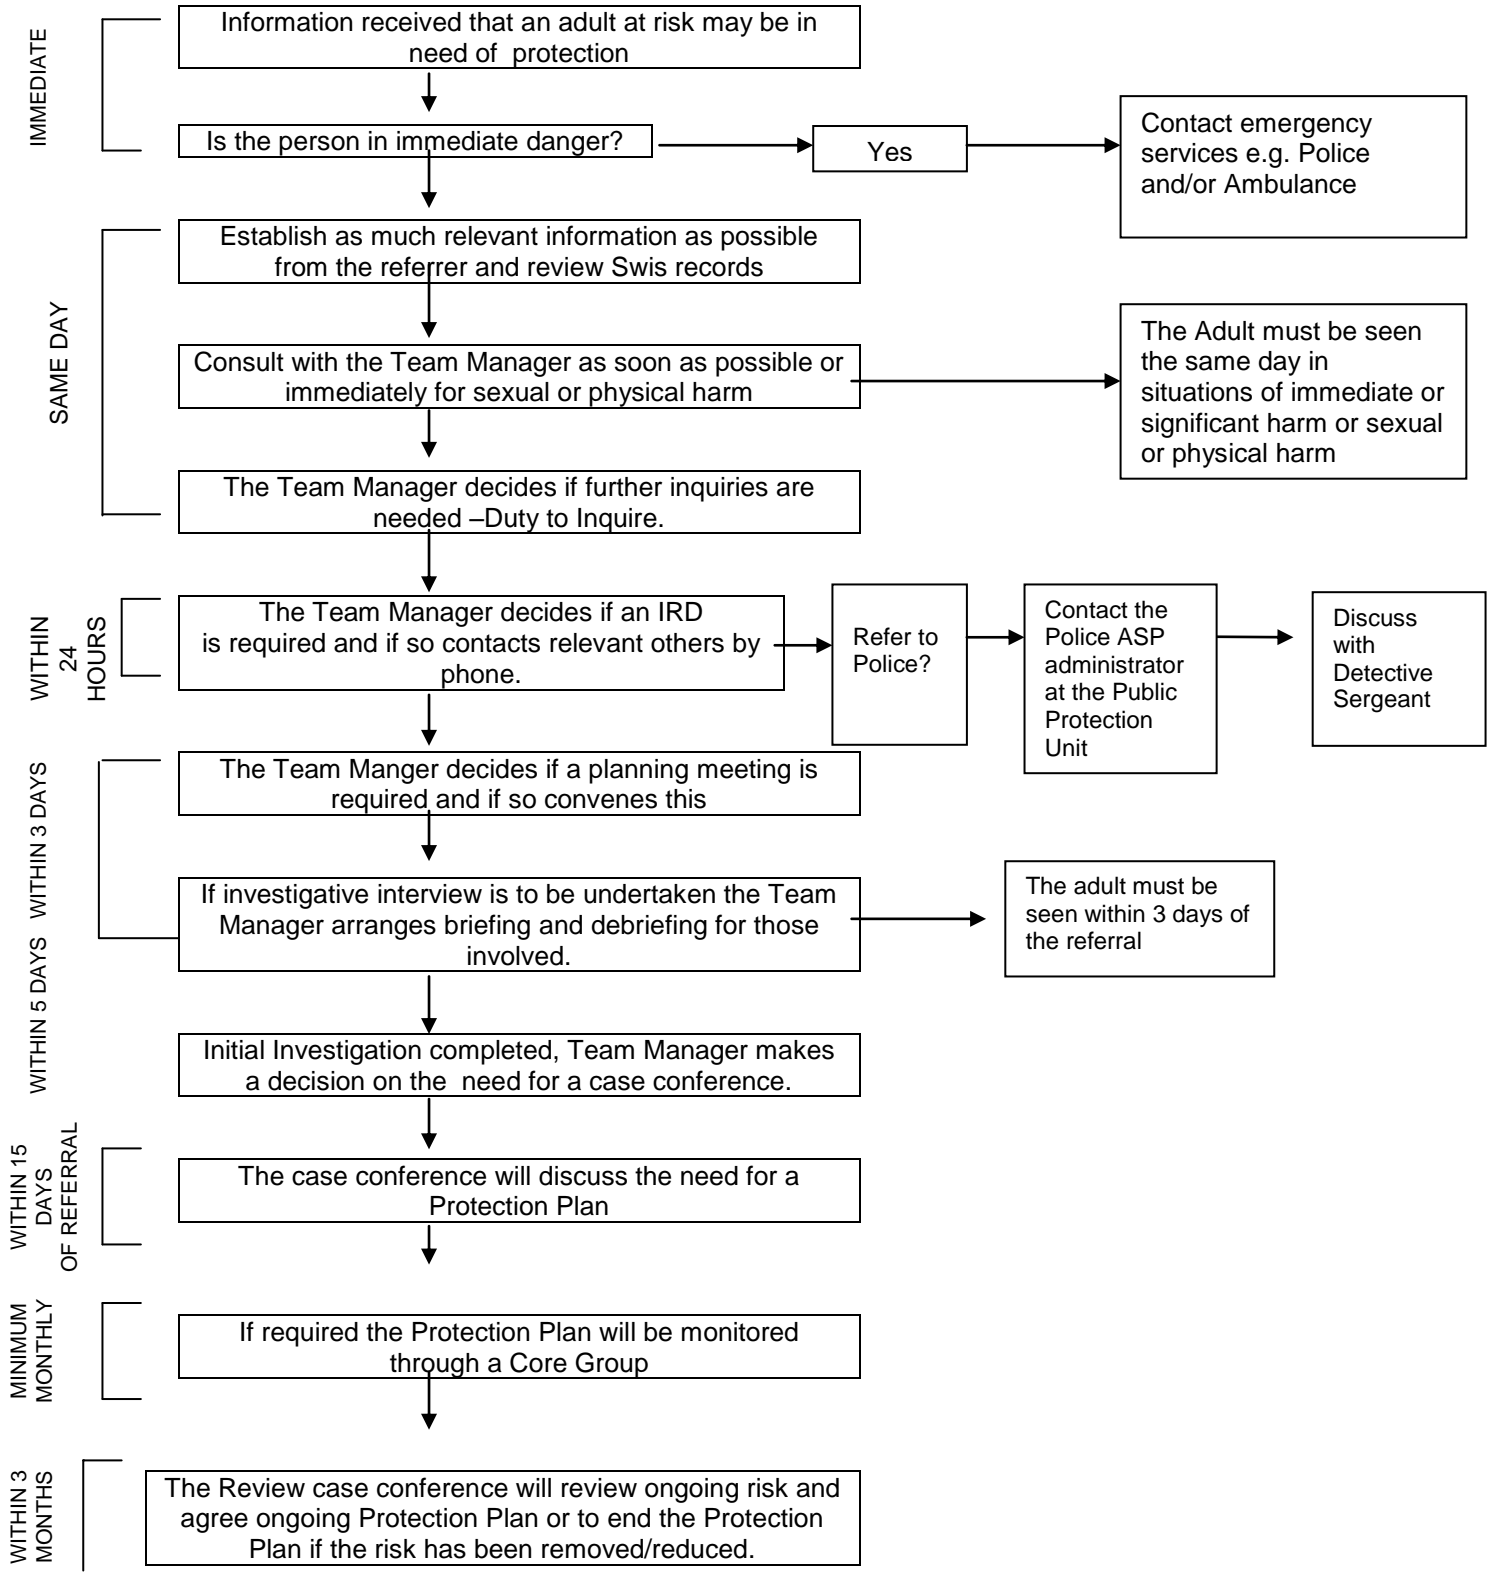 IMMEDIATE
Information received that an adult at risk may be in
need of  protection
Is the person in immediate danger?
Yes
Contact emergency
services e.g. Police
and/or Ambulance
SAME DAY
Establish as much relevant information as possible
from the referrer and review Swis records
Consult with the Team Manager as soon as possible or
immediately for sexual or physical harm
The Adult must be seen
the same day in
situations of immediate or
significant harm or sexual
or physical harm
The Team Manager decides if further inquiries are
needed –Duty to Inquire.
WITHIN
24
HOURS
The Team Manager decides if an IRD
is required and if so contacts relevant others by
phone.
Refer to
Police?
Contact the
Police ASP
administrator
at the Public
Protection
Unit
Discuss
with
Detective
Sergeant
WITHIN 3 DAYS
The Team Manger decides if a planning meeting is
required and if so convenes this
If investigative interview is to be undertaken the Team
Manager arranges briefing and debriefing for those
involved.
The adult must be
seen within 3 days of
the referral
WITHIN 5 DAYS
Initial Investigation completed, Team Manager makes
a decision on the  need for a case conference.
WITHIN 15
DAYS
OF REFERRAL
The case conference will discuss the need for a
Protection Plan
MINIMUM
MONTHLY
If required the Protection Plan will be monitored
through a Core Group
WITHIN 3
MONTHS
The Review case conference will review ongoing risk and
agree ongoing Protection Plan or to end the Protection
Plan if the risk has been removed/reduced.